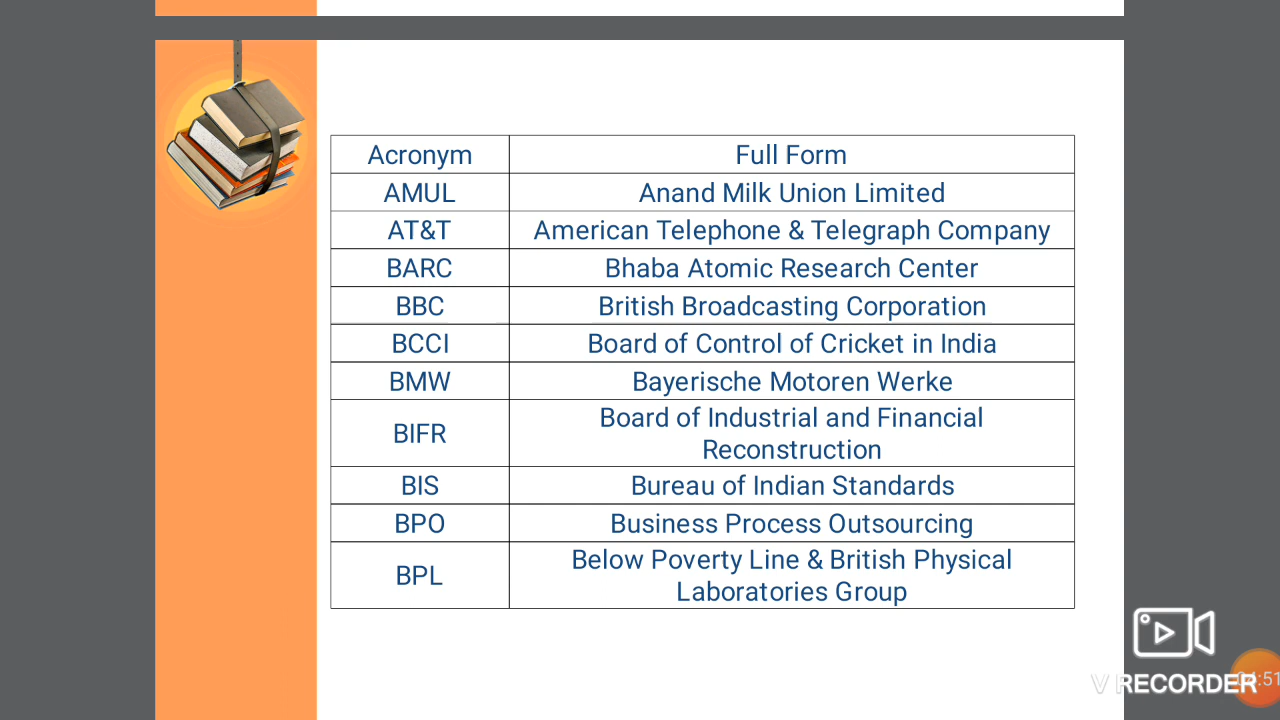 Acronym Full Form
AMUL Anand Milk Union Limited
AT&T American Telephone & Telegraph Company
BARC Bhaba Atomic Research Center
BBC British Broadcasting Corporation
BCCI Board of Control of Cricket in India
BMW Bayerische Motoren Werke
BIFR Board of Industrial and Financial
Reconstruction
BIS Bureau of Indian Standards
BPO Business Process Outsourcing
BPL Below Poverty Line & British Physical
Laboratories Group
V RECORDER